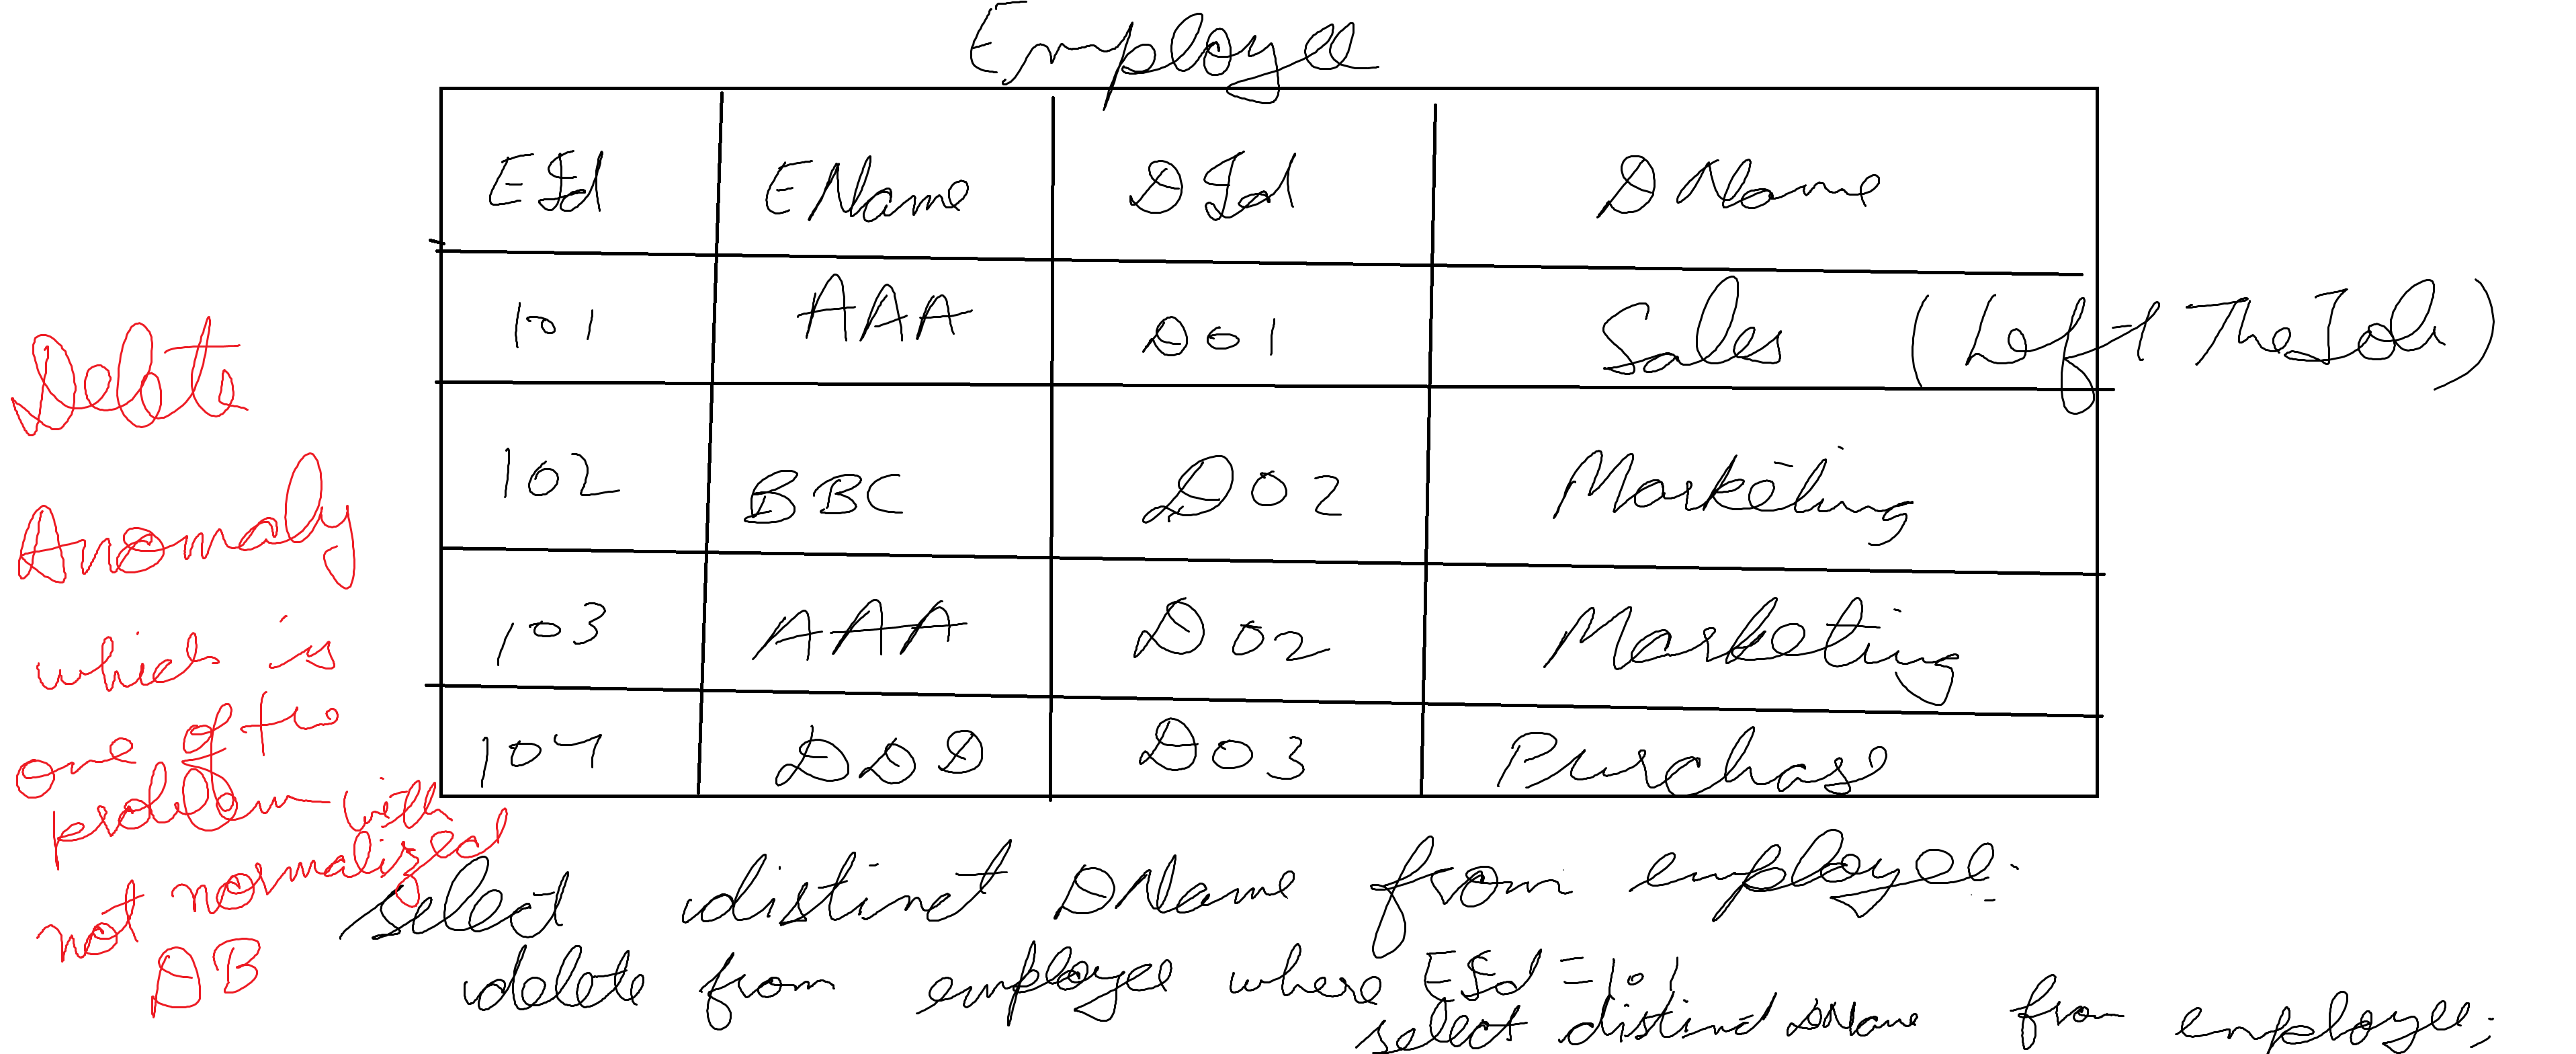 Employee
EId EName DId DName
101 AAA D01 Sales (Left The Job)
102 BBC D02 Marketing
103 AAA D02 Marketing
104 DDD D03 Purchase
Delete
Anomaly
which is
one of the
problem with
not normalized
DB
select distinct DName from employee;
delete from employee where EId = 101
select distinct DName from employee;